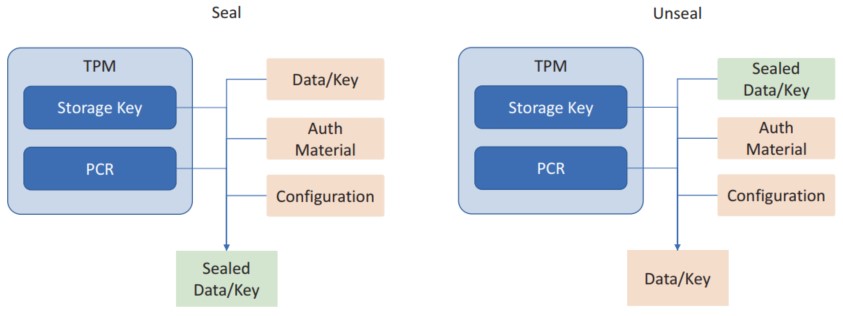 Seal
TPM
Storage Key
PCR
Data/Key
Auth
Material
Configuration
Sealed
Data/Key
Unseal
TPM
Storage Key
PCR
Sealed
Data/Key
Auth
Material
Configuration
Data/Key